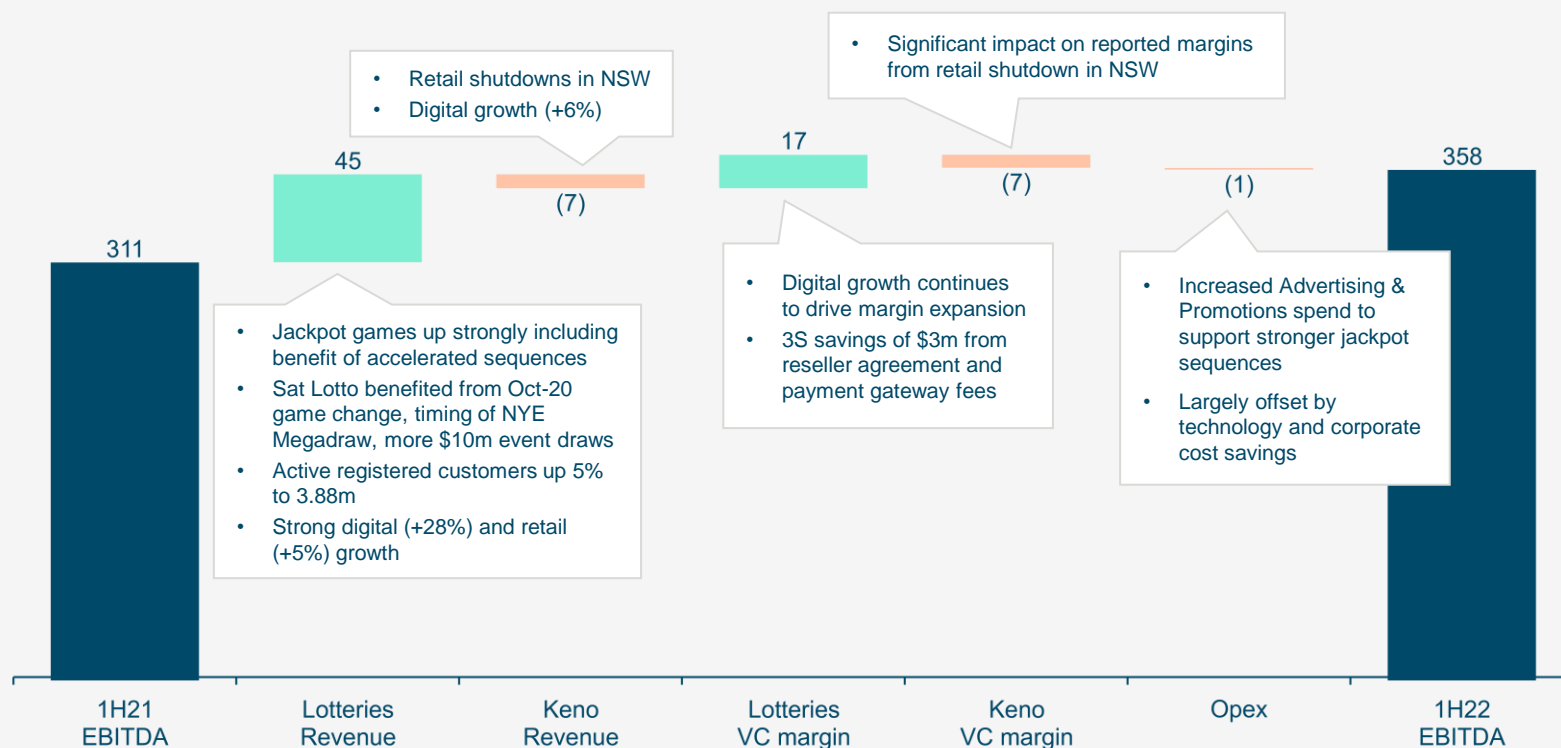 • Retail shutdowns in NSW
• Digital growth (+6%)
• Significant impact on reported margins
from retail shutdown in NSW
311
45
(7)
17
(7)
(1)
358
• Jackpot games up strongly including
benefit of accelerated sequences
• Sat Lotto benefited from Oct-20
game change, timing of NYE
Megadraw, more $10m event draws
• Active registered customers up 5%
to 3.88m
• Strong digital (+28%) and retail
(+5%) growth
• Digital growth continues
to drive margin expansion
• 3S savings of $3m from
reseller agreement and
payment gateway fees
• Increased Advertising &
Promotions spend to
support stronger jackpot
sequences
• Largely offset by
technology and corporate
cost savings
1H21
EBITDA
Lotteries
Revenue
Keno
Revenue
Lotteries
VC margin
Keno
VC margin
Opex
1H22
EBITDA